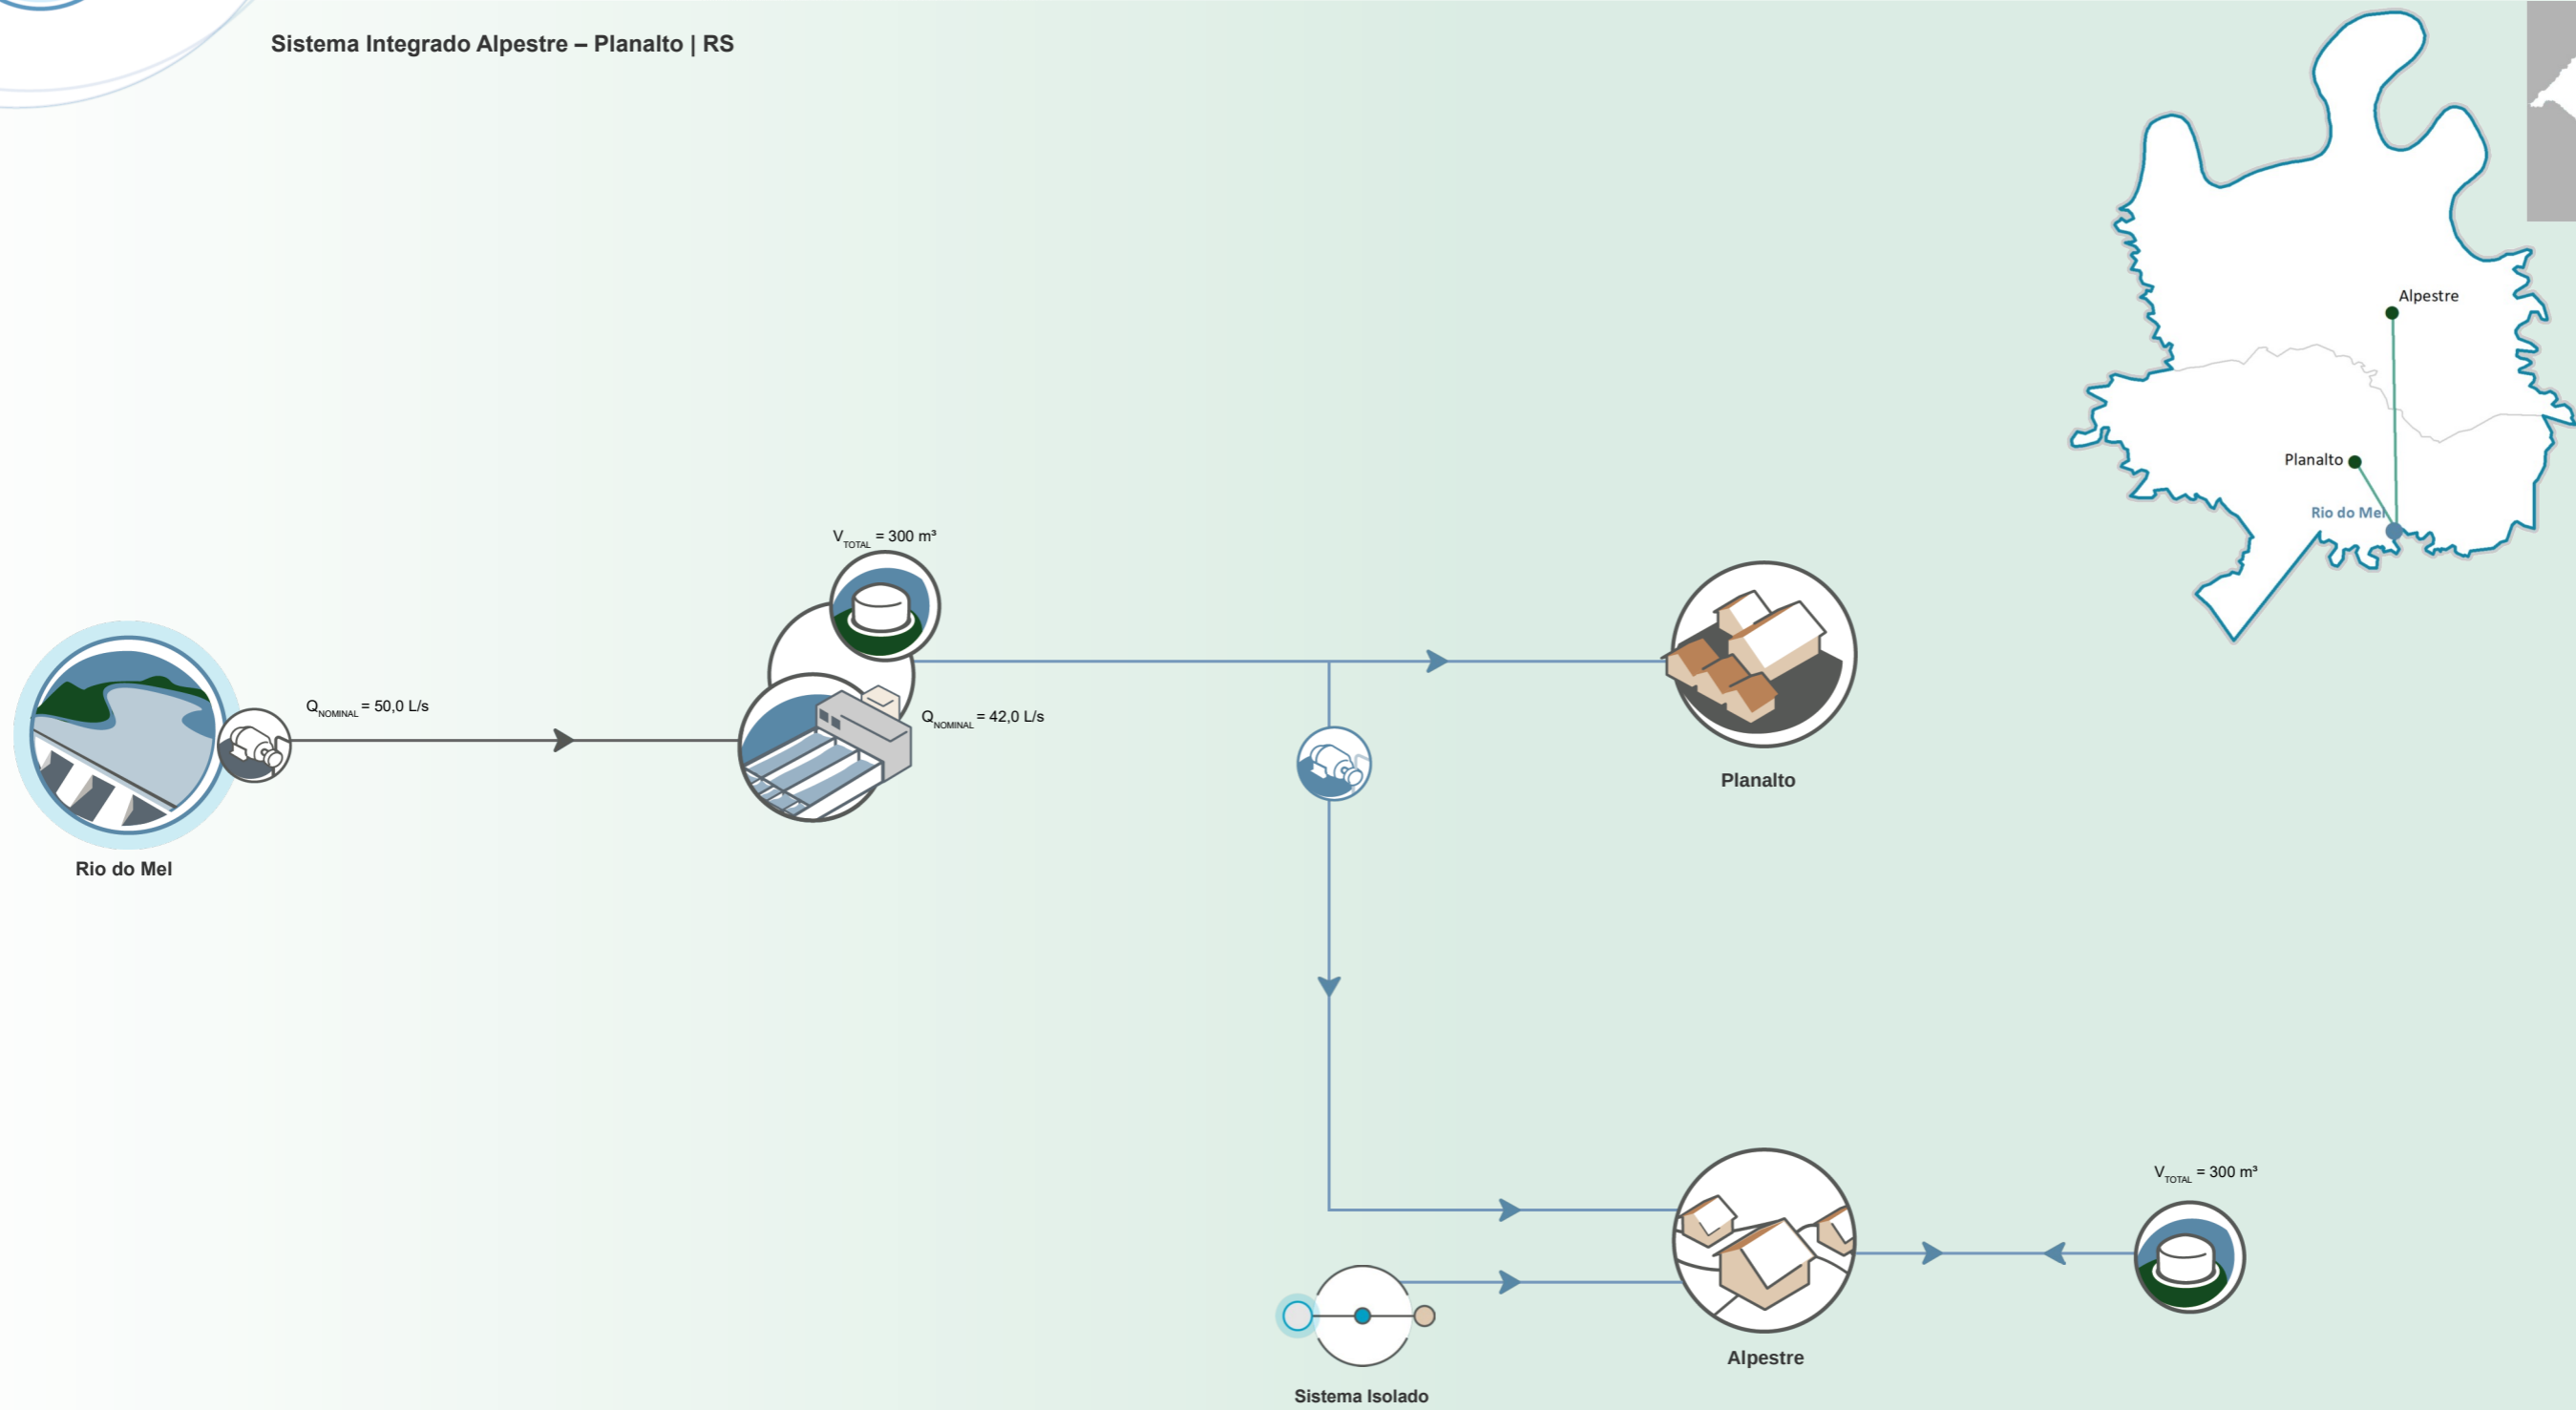 Sistema Integrado Alpestre – Planalto | RS
Alpestre
Planalto
Rio do Mel
V TOTAL = 300 m³
Q NOMINAL = 50,0 L/s
Q NOMINAL = 42,0 L/s
Planalto
Rio do Mel
V TOTAL = 300 m³
Alpestre
Sistema Isolado